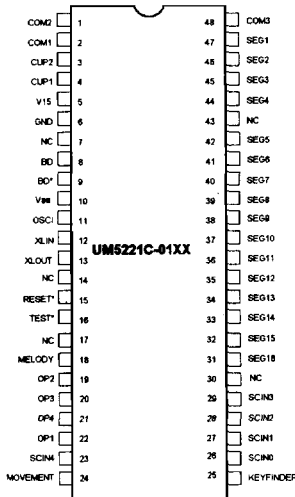 COM2 1 48 COM3
COM1 2 47 SEG1
CUP2 3 46 SEG2
CUP1 4 45 SEG3
V15 5 44 SEG4
GND 6 43 NC
NC 7 42 SEG5
BD 8 41 SEG6
BD* 9 40 SEG7
Vss 10 39 SEG8
OSCI 11 38 SEG9
XLIN 12 37 SEG10
UM5221C-01XX
XLOUT 13 36 SEG11
NC 14 35 SEG12
RESET* 15 34 SEG13
TEST* 16 33 SEG14
NC 17 32 SEG15
MELODY 18 31 SEG16
OP2 19 30 NC
OP3 20 29 SCIN3
OP4 21 28 SCIN2
OP1 22 27 SCIN1
SCIN4 23 26 SCIN0
MOVEMENT 24 25 KEYFINDER